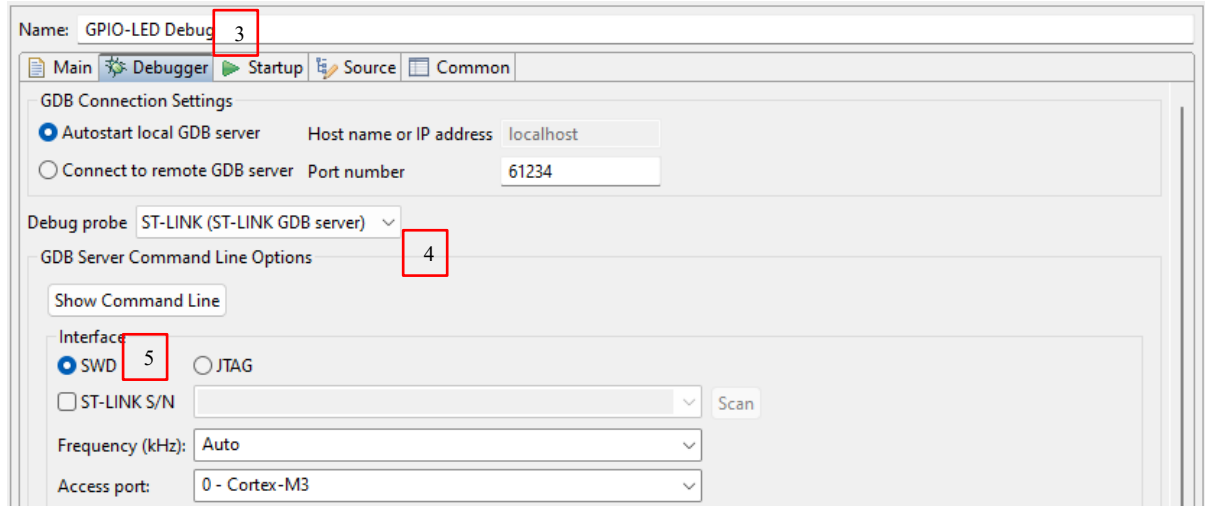 Name: GPIO-LED Debug
3
Main Debugger Startup Source Common
GDB Connection Settings
Autostart local GDB server Host name or IP address localhost
Connect to remote GDB server Port number 61234
Debug probe ST-LINK (ST-LINK GDB server)
4
GDB Server Command Line Options
Show Command Line
Interface
SWD 5 JTAG
ST-LINK S/N Scan
Frequency (kHz): Auto
Access port: 0 - Cortex-M3